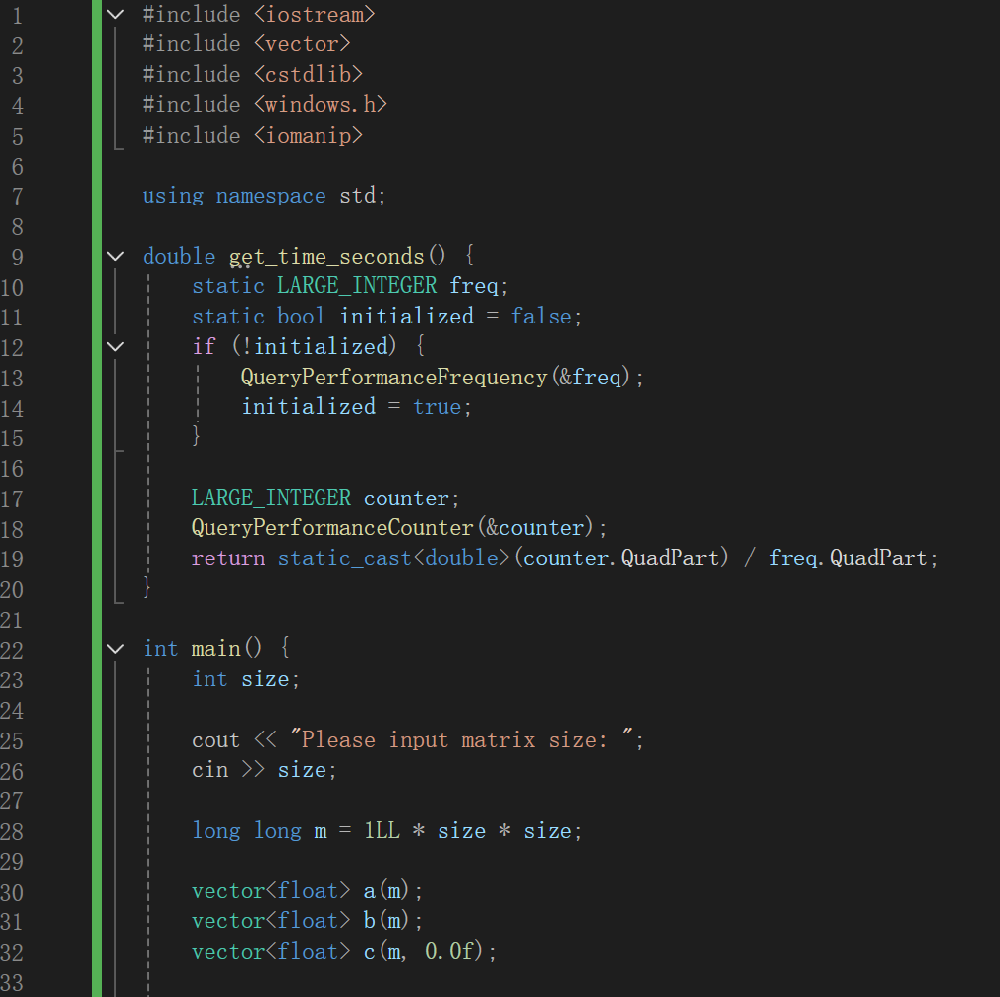 1 #include <iostream>
2 #include <vector>
3 #include <cstdlib>
4 #include <windows.h>
5 #include <iomanip>
6
7 using namespace std;
8
9 double get_time_seconds() {
10     static LARGE_INTEGER freq;
11     static bool initialized = false;
12     if (!initialized) {
13         QueryPerformanceFrequency(&freq);
14         initialized = true;
15     }
16
17     LARGE_INTEGER counter;
18     QueryPerformanceCounter(&counter);
19     return static_cast<double>(counter.QuadPart) / freq.QuadPart;
20 }
21
22 int main() {
23     int size;
24
25     cout << "Please input matrix size: ";
26     cin >> size;
27
28     long long m = 1LL * size * size;
29
30     vector<float> a(m);
31     vector<float> b(m);
32     vector<float> c(m, 0.0f);
33